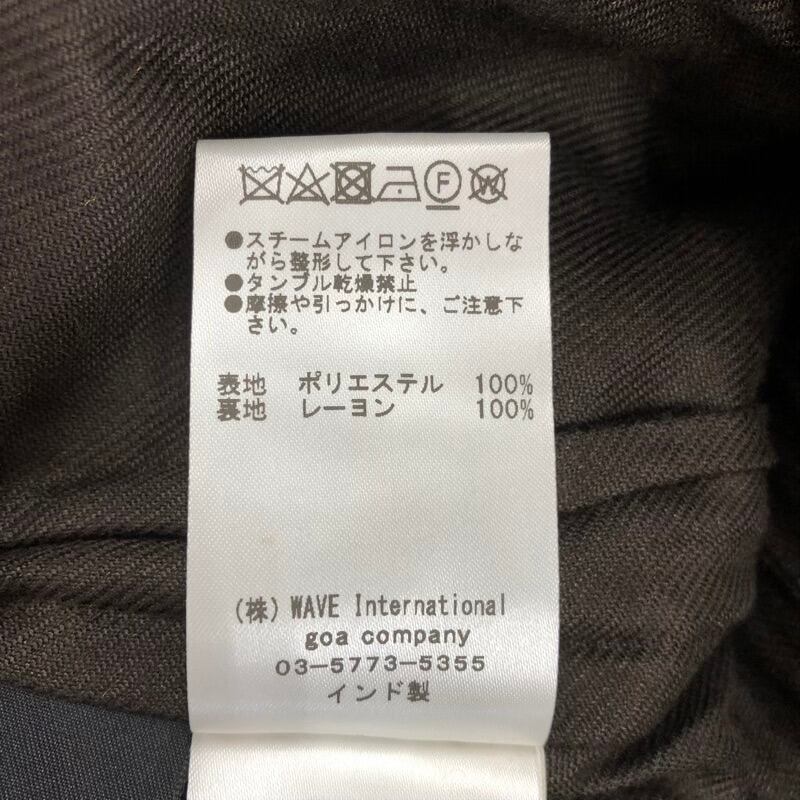 F W
●スチームアイロンを浮かしな
がら整形して下さい。
●タンブル乾燥禁止
●摩擦や引っかけに、ご注意下
さい。
表地 ポリエステル 100%
裏地 レーヨン 100%
(株) WAVE International
goa company
03-5773-5355
インド製